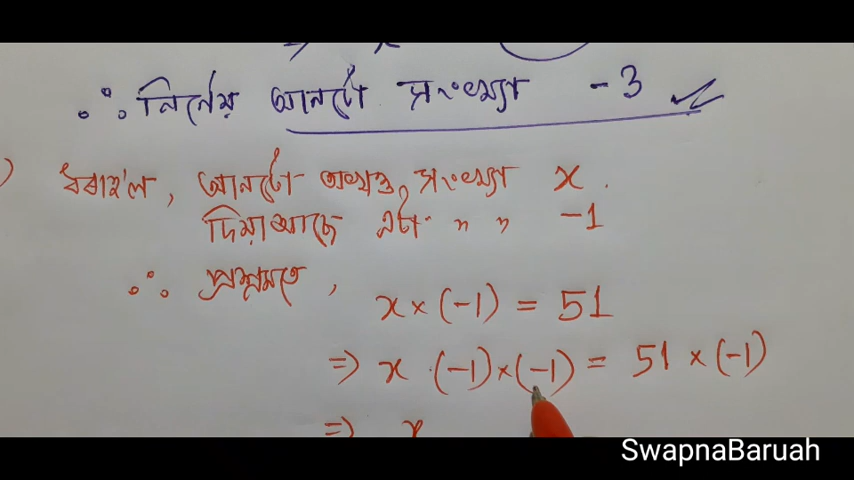 ∴ নিৰ্ণেয় আনটো সংখ্যা -3
) ধৰাহ'ল, আনটো অখণ্ড সংখ্যা x.
দিয়া আছে এটা " " -1
∴ প্ৰশ্নমতে,
x × (-1) = 51
⇒ x (-1) × (-1) = 51 × (-1)
⇒ x
SwapnaBaruah